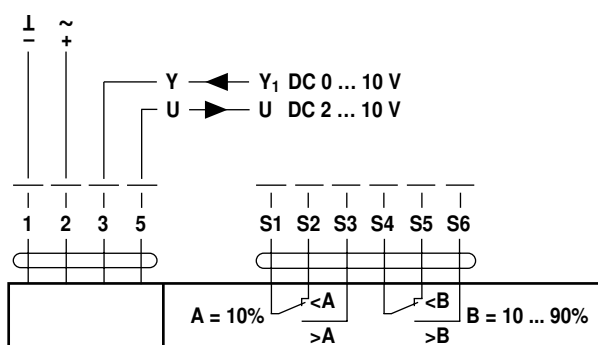 ⊥ ~
− +
Y Y₁ DC 0 ... 10 V
U U DC 2 ... 10 V
1 2 3 5 S1 S2 S3 S4 S5 S6
A = 10% <A <B B = 10 ... 90%
>A >B